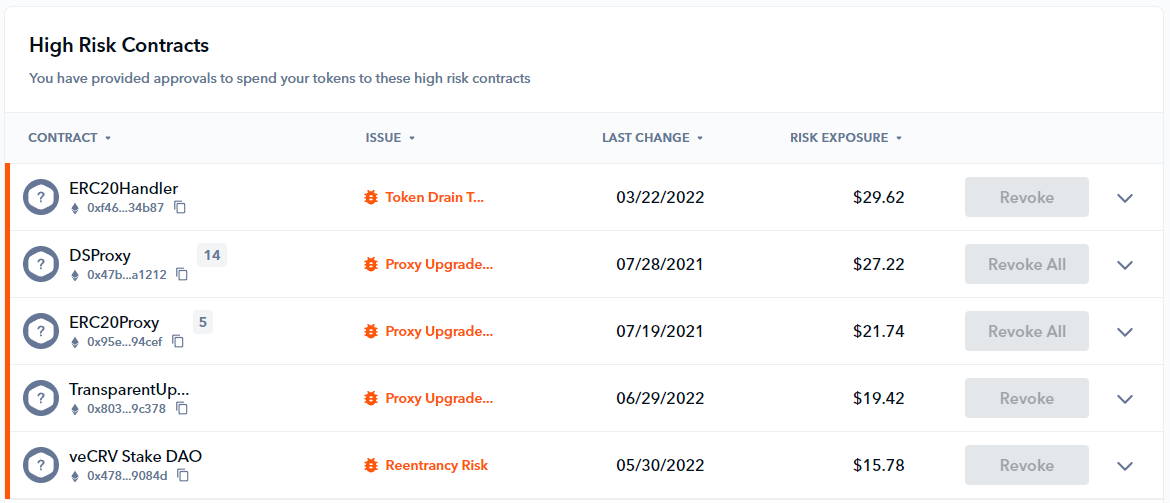 High Risk Contracts
You have provided approvals to spend your tokens to these high risk contracts
CONTRACT ISSUE LAST CHANGE RISK EXPOSURE
? ERC20Handler
0xf46...34b87
Token Drain T... 03/22/2022 $29.62 Revoke
? DSProxy 14
0x47b...a1212
Proxy Upgrade... 07/28/2021 $27.22 Revoke All
? ERC20Proxy 5
0x95e...94cef
Proxy Upgrade... 07/19/2021 $21.74 Revoke All
? TransparentUp...
0x803...9c378
Proxy Upgrade... 06/29/2022 $19.42 Revoke
? veCRV Stake DAO
0x478...9084d
Reentrancy Risk 05/30/2022 $15.78 Revoke